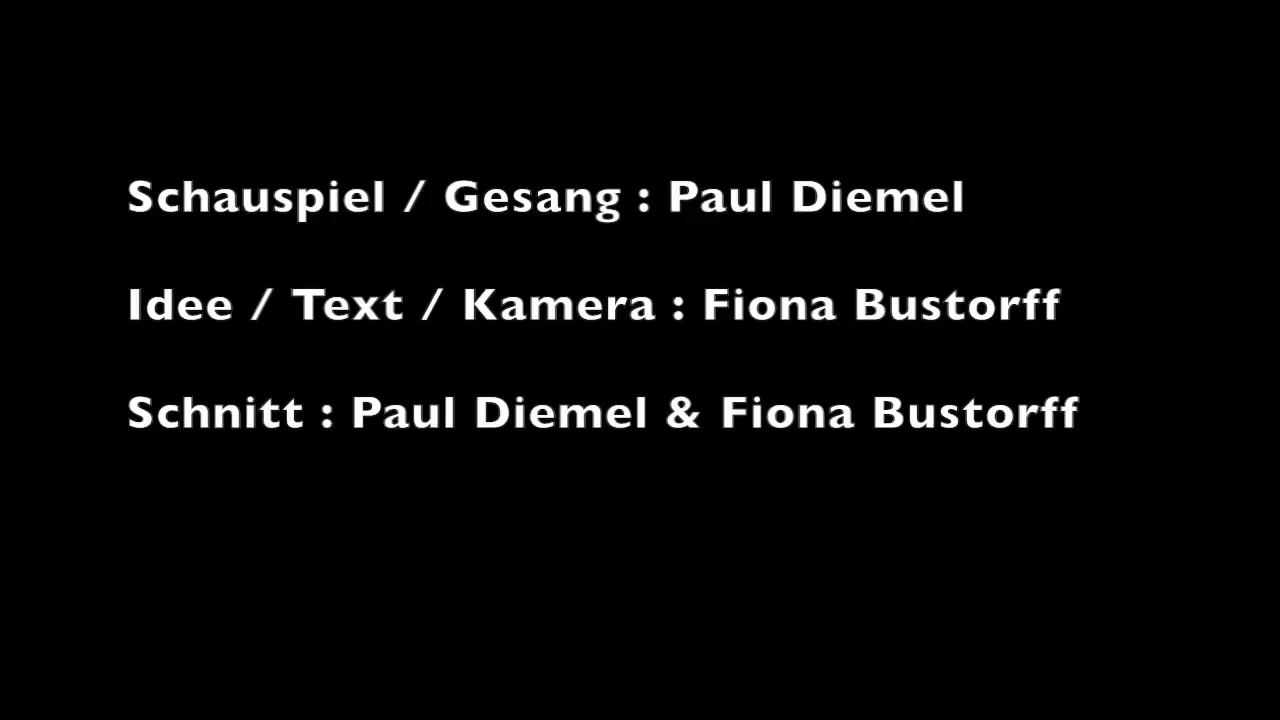 Schauspiel / Gesang : Paul Diemel
Idee / Text / Kamera : Fiona Bustorff
Schnitt : Paul Diemel & Fiona Bustorff